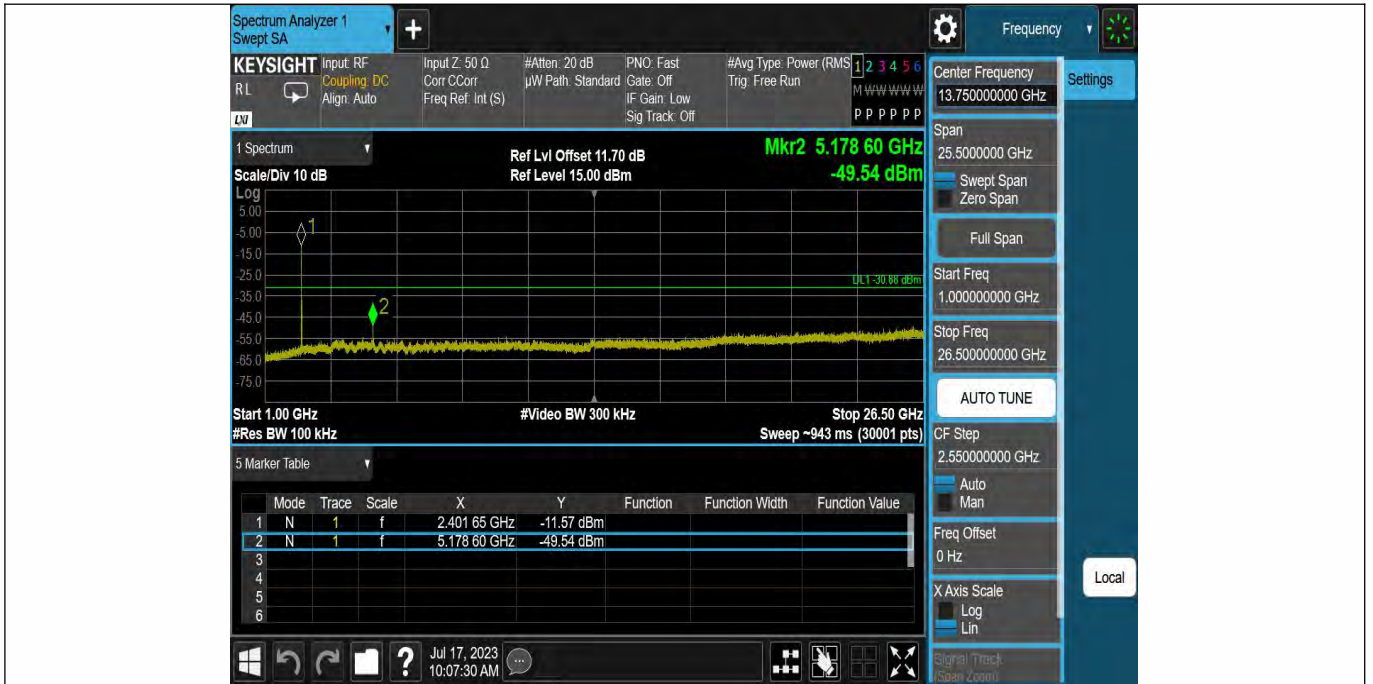 Spectrum Analyzer 1
Swept SA
+
Frequency
KEYSIGHT
RL
LXI
Input: RF
Coupling: DC
Align: Auto
Input Z: 50 Ω
Corr CCorr
Freq Ref: Int (S)
#Atten: 20 dB
µW Path: Standard
PNO: Fast
Gate: Off
IF Gain: Low
Sig Track: Off
#Avg Type: Power (RMS
Trig: Free Run
1 2 3 4 5 6
M W W W W W
P P P P P P
1 Spectrum
Scale/Div 10 dB
Ref Lvl Offset 11.70 dB
Ref Level 15.00 dBm
Mkr2 5.178 60 GHz
-49.54 dBm
Log
5.00
-5.00
-15.0
-25.0
-35.0
-45.0
-55.0
-65.0
-75.0
1
2
DL1 -30.88 dBm
Start 1.00 GHz
#Video BW 300 kHz
Stop 26.50 GHz
#Res BW 100 kHz
Sweep ~943 ms (30001 pts)
5 Marker Table
Mode Trace Scale X Y Function Function Width Function Value
1 N 1 f 2.401 65 GHz -11.57 dBm
2 N 1 f 5.178 60 GHz -49.54 dBm
3
4
5
6
?
Jul 17, 2023
10:07:30 AM
Center Frequency
13.750000000 GHz
Settings
Span
25.5000000 GHz
Swept Span
Zero Span
Full Span
Start Freq
1.000000000 GHz
Stop Freq
26.500000000 GHz
AUTO TUNE
CF Step
2.550000000 GHz
Auto
Man
Freq Offset
0 Hz
X Axis Scale
Log
Lin
Signal Track
(Span Zoom)
Local